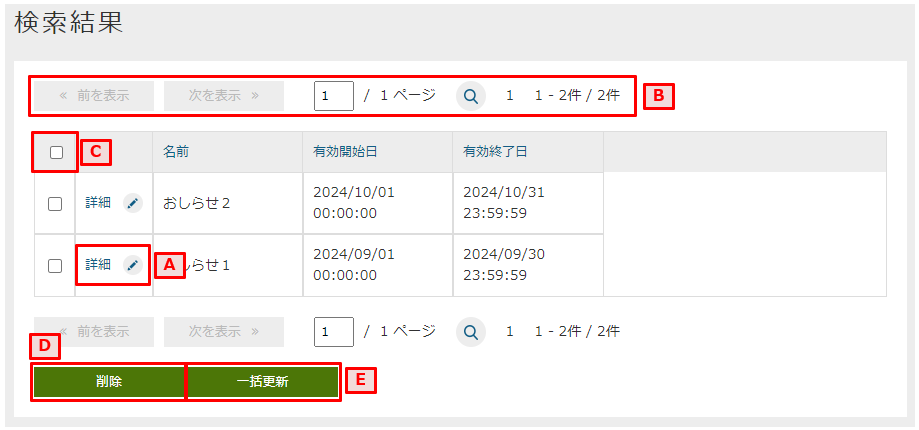 検索結果
« 前を表示 次を表示 » 1 / 1 ページ 1 1 - 2件 / 2件 B
C 名前 有効開始日 有効終了日
詳細 おしらせ２ 2024/10/01 2024/10/31
00:00:00 23:59:59
詳細 A しらせ１ 2024/09/01 2024/09/30
00:00:00 23:59:59
« 前を表示 次を表示 » 1 / 1 ページ 1 1 - 2件 / 2件
D
削除 一括更新 E